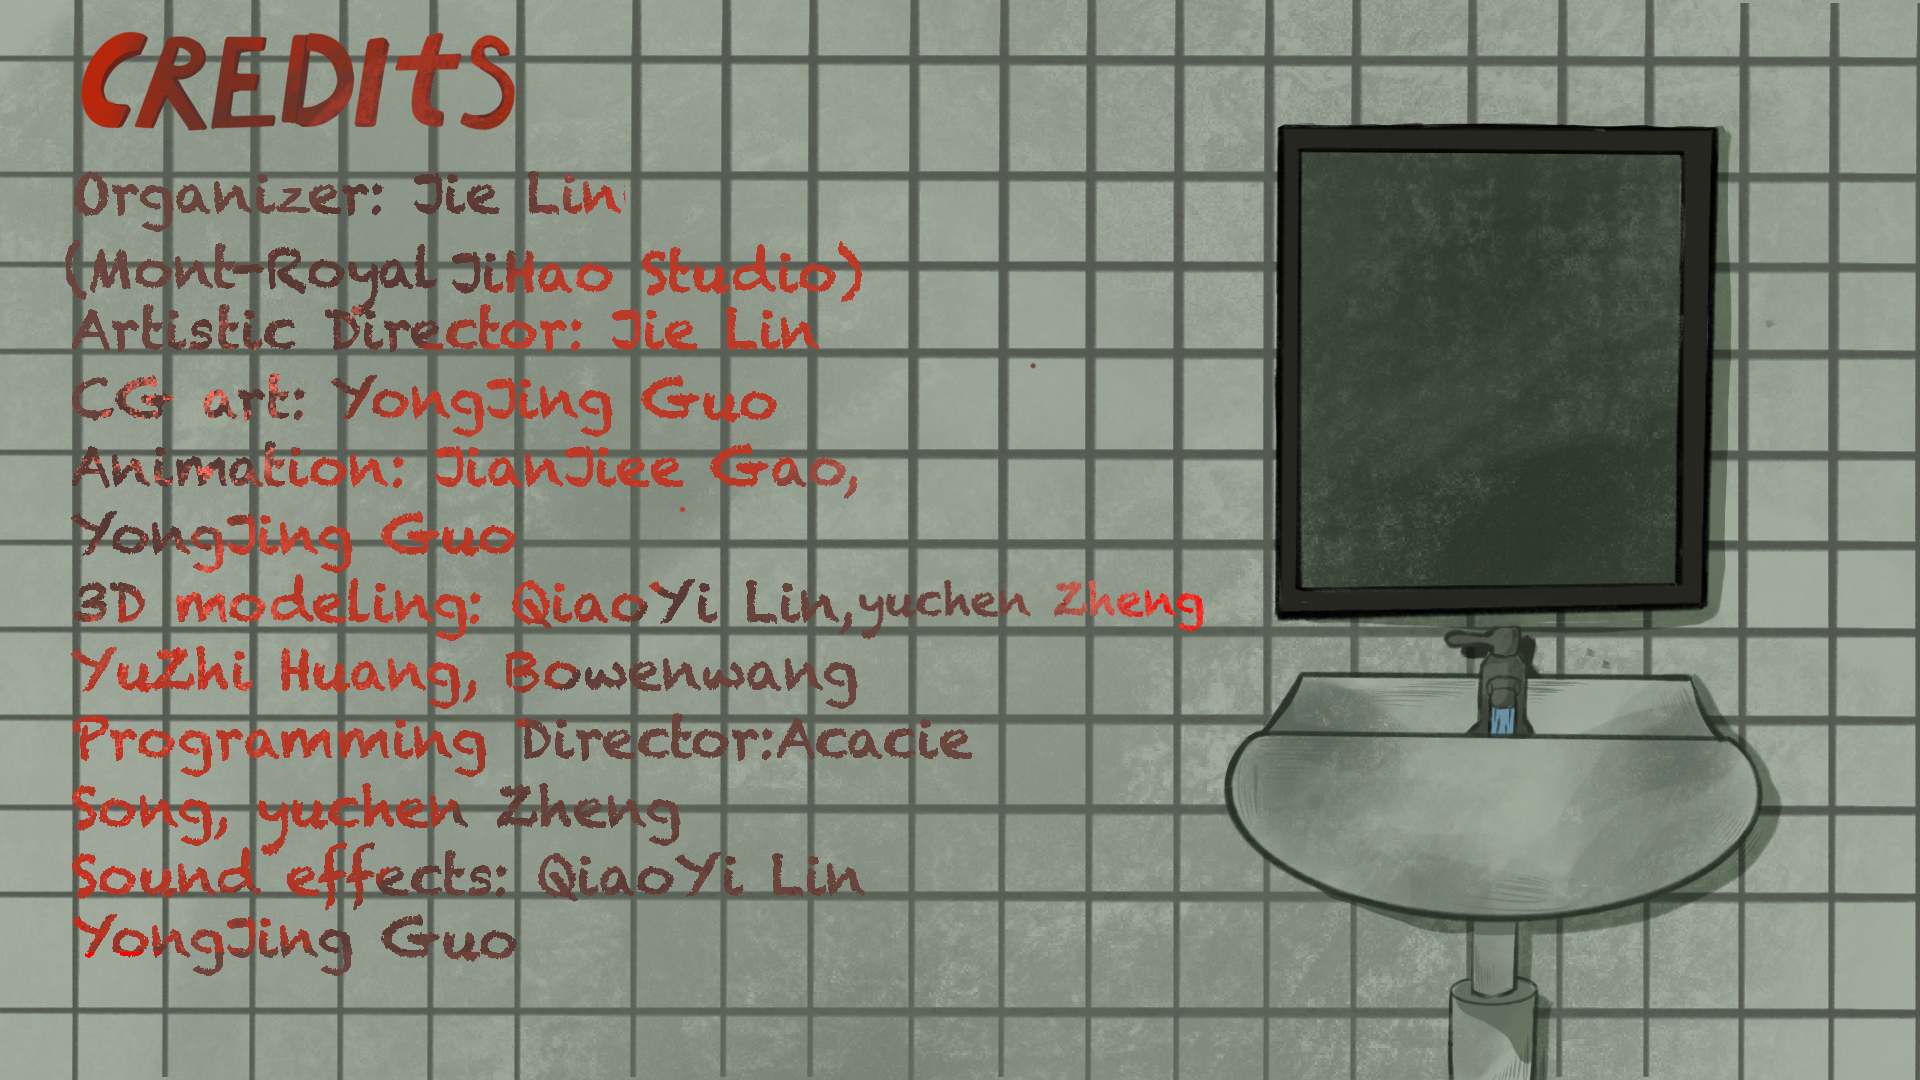 CREDIts
Organizer: Jie Lin
(Mont-Royal JiHao Studio)
Artistic Director: Jie Lin
CG art: YongJing Guo
Animation: JianJiee Gao,
YongJing Guo
3D modeling: QiaoYi Lin,yuchen Zheng
YuZhi Huang, Bowenwang
Programming Director:Acacie
Song, yuchen Zheng
Sound effects: QiaoYi Lin
YongJing Guo